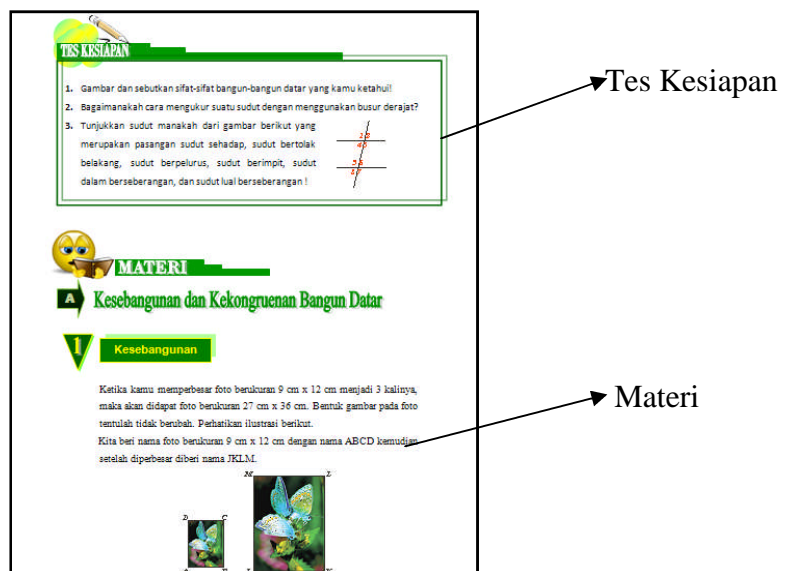 TES KESIAPAN
1. Gambar dan sebutkan sifat-sifat bangun-bangun datar yang kamu ketahui!
2. Bagaimanakah cara mengukur suatu sudut dengan menggunakan busur derajat?
3. Tunjukkan sudut manakah dari gambar berikut yang
merupakan pasangan sudut sehadap, sudut bertolak
belakang, sudut berpelurus, sudut berimpit, sudut
dalam berseberangan, dan sudut lual berseberangan !
Tes Kesiapan
MATERI
A Kesebangunan dan Kekongruenan Bangun Datar
1 Kesebangunan
Ketika kamu memperbesar foto berukuran 9 cm x 12 cm menjadi 3 kalinya,
maka akan didapat foto berukuran 27 cm x 36 cm. Bentuk gambar pada foto
tentulah tidak berubah. Perhatikan ilustrasi berikut.
Kita beri nama foto berukuran 9 cm x 12 cm dengan nama ABCD kemudian
setelah diperbesar diberi nama JKLM.
Materi
M L
D C